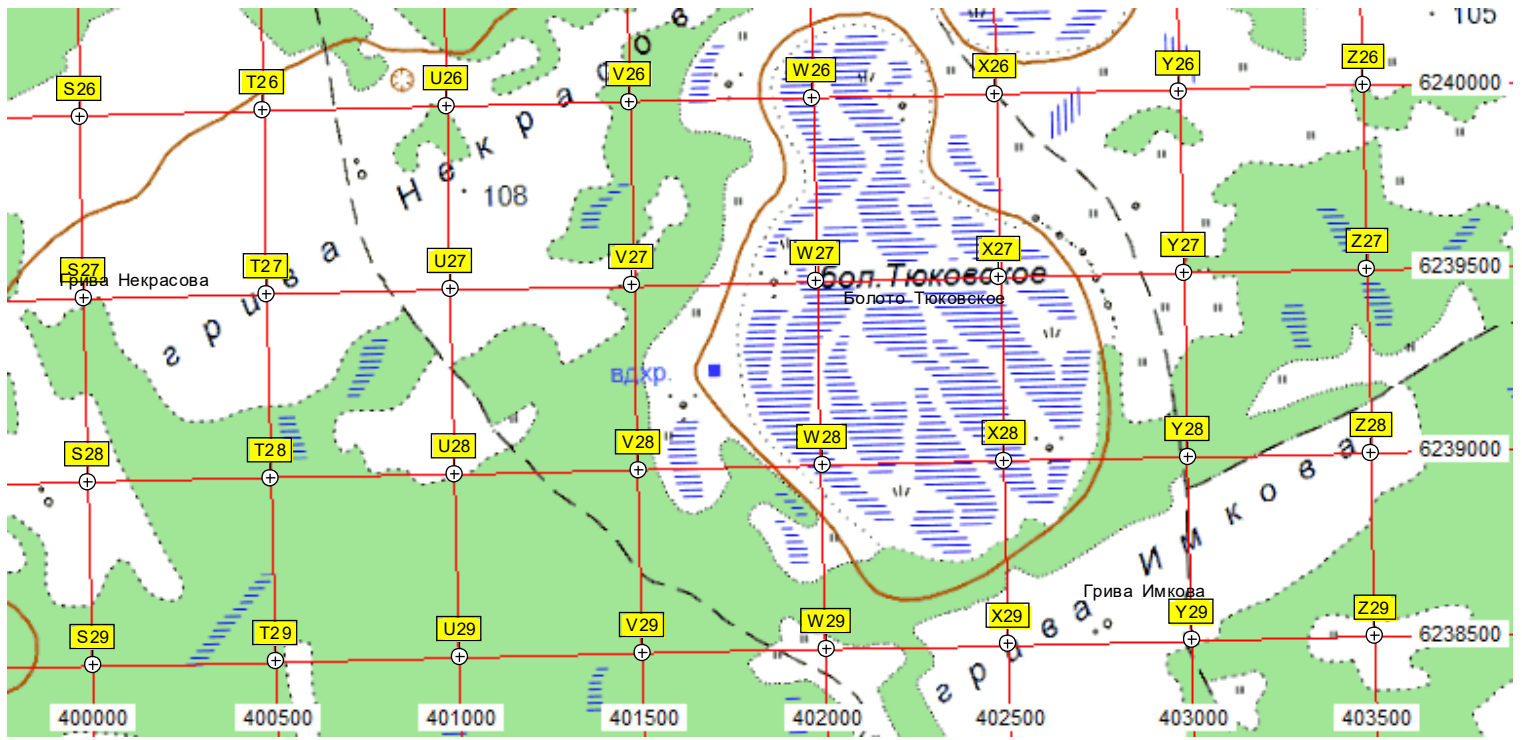 105
S26 T26 U26 V26 W26 X26 Y26 Z26
6240000
Некрасов
108
грива
S27 T27 U27 V27 W27 X27 Y27 Z27
6239500
Грива Некрасова
бол.Тюковское
Болото Тюковское
вдхр.
S28 T28 U28 V28 W28 X28 Y28 Z28
6239000
Имкова
Грива Имкова
грива
S29 T29 U29 V29 W29 X29 Y29 Z29
6238500
400000 400500 401000 401500 402000 402500 403000 403500